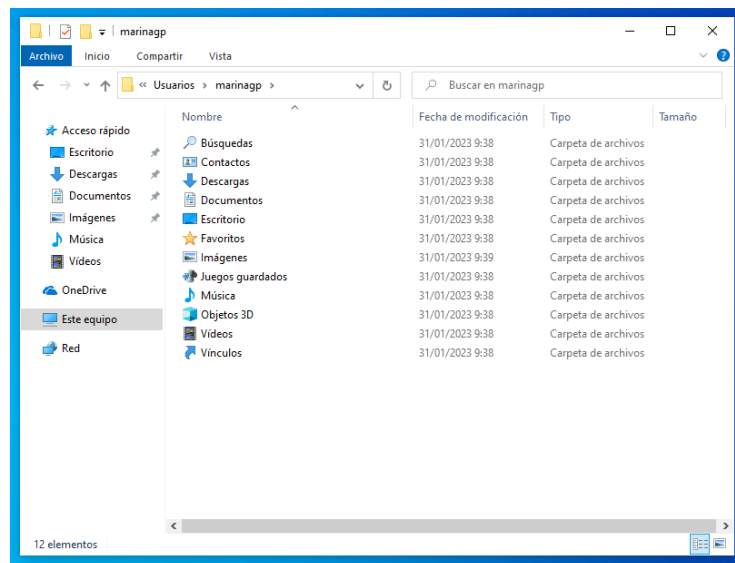 marinagp
Archivo Inicio Compartir Vista
« Usuarios > marinagp >
Buscar en marinagp
Nombre Fecha de modificación Tipo Tamaño
Acceso rápido
Escritorio
Descargas
Documentos
Imágenes
Música
Vídeos
OneDrive
Este equipo
Red
Búsquedas 31/01/2023 9:38 Carpeta de archivos
Contactos 31/01/2023 9:38 Carpeta de archivos
Descargas 31/01/2023 9:38 Carpeta de archivos
Documentos 31/01/2023 9:38 Carpeta de archivos
Escritorio 31/01/2023 9:38 Carpeta de archivos
Favoritos 31/01/2023 9:38 Carpeta de archivos
Imágenes 31/01/2023 9:39 Carpeta de archivos
Juegos guardados 31/01/2023 9:38 Carpeta de archivos
Música 31/01/2023 9:38 Carpeta de archivos
Objetos 3D 31/01/2023 9:38 Carpeta de archivos
Vídeos 31/01/2023 9:38 Carpeta de archivos
Vínculos 31/01/2023 9:38 Carpeta de archivos
12 elementos